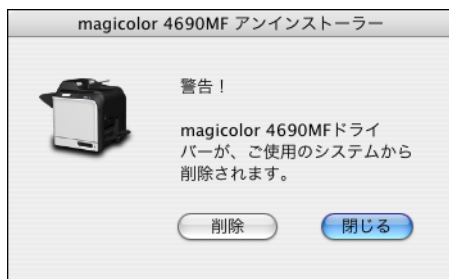 magicolor 4690MF アンインストーラー
警告！
magicolor 4690MFドライ
バーが、ご使用のシステムから
削除されます。
削除
閉じる